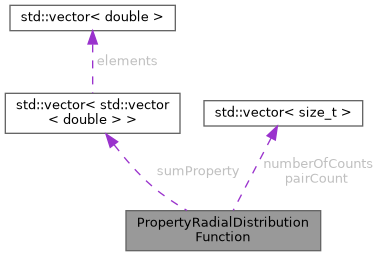 std::vector< double >
elements
std::vector< std::vector
< double > >
std::vector< size_t >
sumProperty
numberOfCounts
pairCount
PropertyRadialDistribution
Function